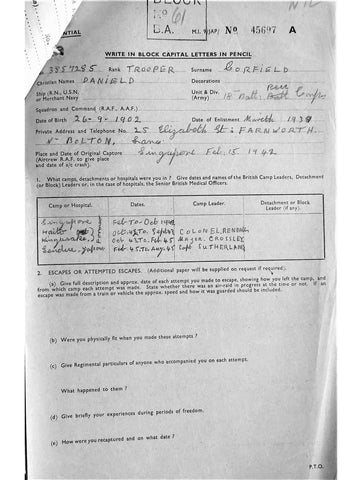 BLOCK
No 61
B.A.
M.I. 9/JAP/ No 45697 A
WRITE IN BLOCK CAPITAL LETTERS IN PENCIL
3857285 Rank TROOPER Surname CORFIELD
Christian Names DANIELD Decorations
Ship (R.N., U.S.N. or Merchant Navy) Unit & Div. (Army) 18 Batt.
Squadron and Command (R.A.F., A.A.F.)
Date of Birth 26-9-1902 Date of Enlistment March 1939
Private Address and Telephone No. 25 Elizabeth St: FARNWORTH.
Nr BOLTON, Lancs
Place and Date of Original Capture Singapore Feb. 15 1942
(Aircrew R.A.F. to give place
and date of a/c crash).
1. What camps, detachments or hospitals were you in? Give dates and names of the British Camp Leaders, Detachment
(or Block) Leaders or, in the case of hospitals, the Senior British Medical Officers.
Camp or Hospital. Dates. Camp Leader. Detachment or Block Leader (if any).
Singapore Feb To Oct 1942
Oct. 42 To Sept 43 COLONEL
Oct 43 To Feb. 45 Major. CROSSLEY
Sendai, Japan Feb 45 To Aug. 45 Capt SUTHERLAND
2. ESCAPES OR ATTEMPTED ESCAPES. (Additional paper will be supplied on request if required).
(a) Give full description and approx. date of each attempt you made to escape, showing how you left the camp, and
from which camp each attempt was made. State whether there was an air-raid in progress at the time or not. If an
escape was made from a train or vehicle the approx. speed and how it was guarded should be included.
(b) Were you physically fit when you made these attempts?
(c) Give Regimental particulars of anyone who accompanied you on each attempt.
What happened to them?
(d) Give briefly your experiences during periods of freedom.
(e) How were you recaptured and on what date?
P.T.O.